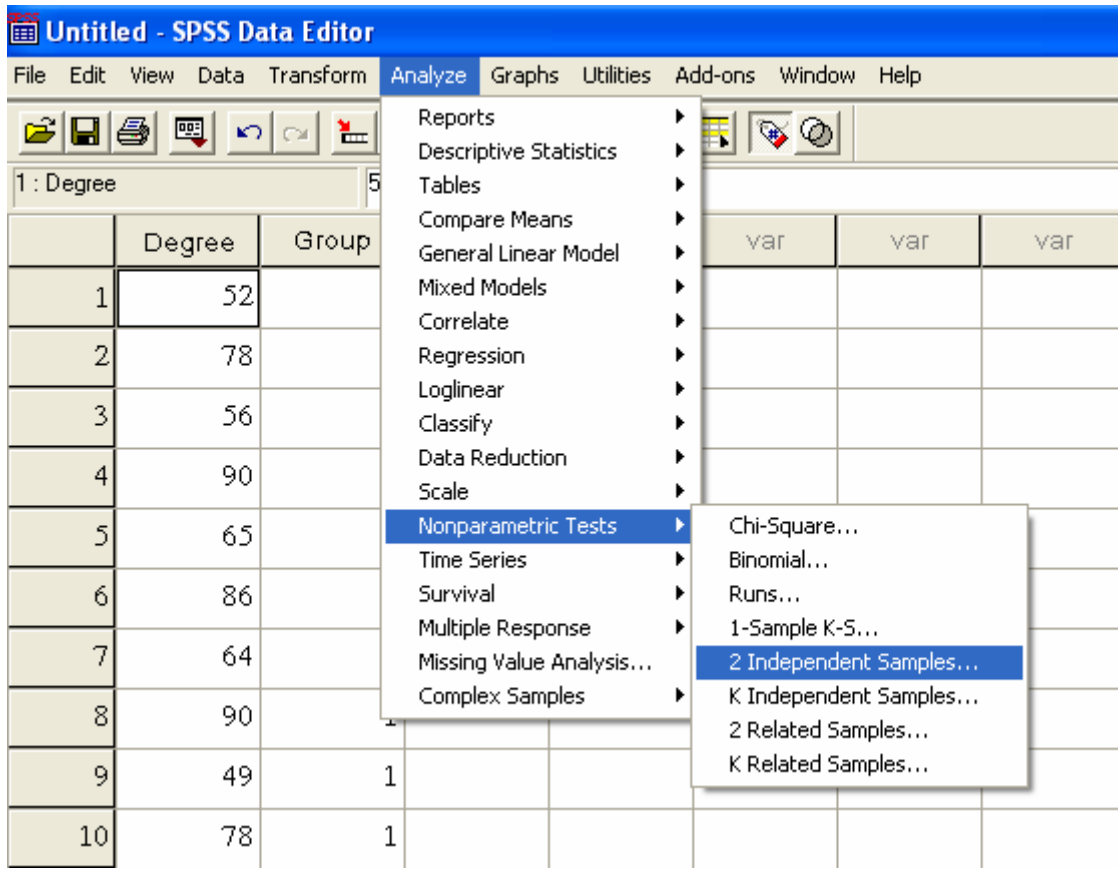 Untitled - SPSS Data Editor
File Edit View Data Transform Analyze Graphs Utilities Add-ons Window Help
1 : Degree 5
Degree Group var var var
1 52
2 78
3 56
4 90
5 65
6 86
7 64
8 90 1
9 49 1
10 78 1
Reports
Descriptive Statistics
Tables
Compare Means
General Linear Model
Mixed Models
Correlate
Regression
Loglinear
Classify
Data Reduction
Scale
Nonparametric Tests
Time Series
Survival
Multiple Response
Missing Value Analysis...
Complex Samples
Chi-Square...
Binomial...
Runs...
1-Sample K-S...
2 Independent Samples...
K Independent Samples...
2 Related Samples...
K Related Samples...